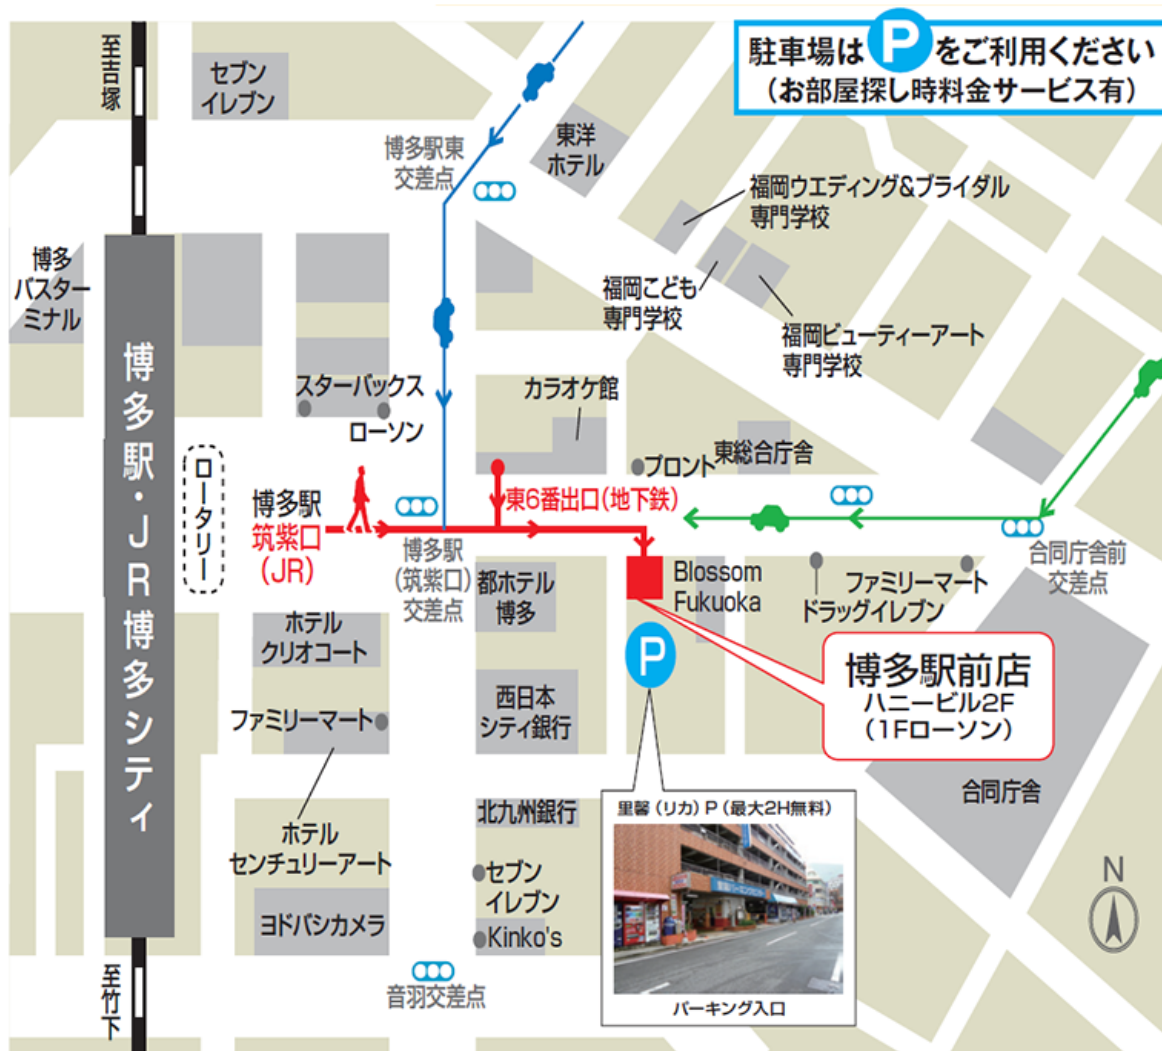 駐車場はPをご利用ください
(お部屋探し時料金サービス有)
至吉塚
セブン
イレブン
博多駅東
交差点
東洋
ホテル
福岡ウエディング&ブライダル
専門学校
博多
バスター
ミナル
福岡こども
専門学校
福岡ビューティーアート
専門学校
博多駅・JR博多シティ
スターバックス
ローソン
カラオケ館
ロータリー
プロント
東総合庁舎
博多駅
筑紫口
(JR)
東6番出口(地下鉄)
博多駅
(筑紫口)
交差点
合同庁舎前
交差点
都ホテル
博多
Blossom
Fukuoka
ファミリーマート
ドラッグイレブン
ホテル
クリオコート
P
博多駅前店
ハニービル2F
(1Fローソン)
西日本
シティ銀行
ファミリーマート
合同庁舎
北九州銀行
里馨(リカ)P(最大2H無料)
ホテル
センチュリーアート
セブン
イレブン
ヨドバシカメラ
Kinko's
N
至竹下
音羽交差点
パーキング入口